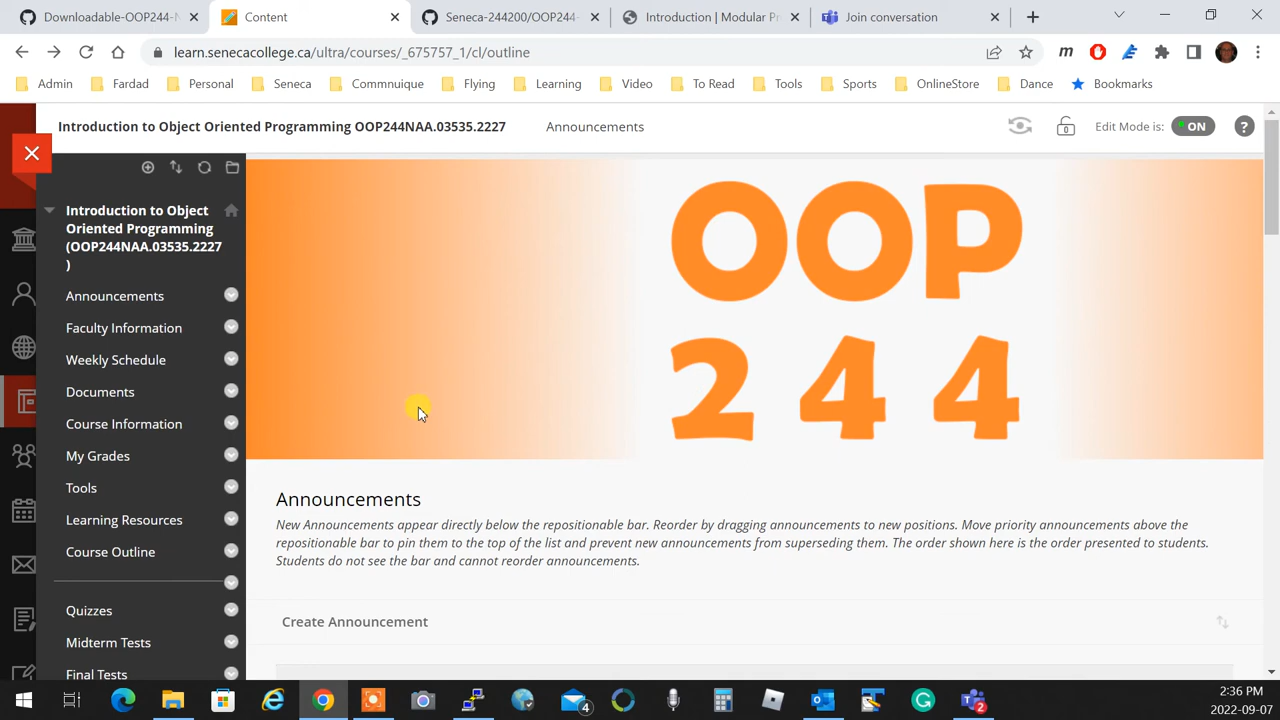 Downloadable-OOP244-N
Content
Seneca-244200/OOP244-
Introduction | Modular Pr
Join conversation
learn.senecacollege.ca/ultra/courses/_675757_1/cl/outline
m
Admin
Fardad
Personal
Seneca
Commnuique
Flying
Learning
Video
To Read
Tools
Sports
OnlineStore
Dance
Bookmarks
Introduction to Object Oriented Programming OOP244NAA.03535.2227
Announcements
0
Edit Mode is:
ON
?
Introduction to Object
Oriented Programming
(OOP244NAA.03535.2227
)
Announcements
Faculty Information
Weekly Schedule
Documents
Course Information
My Grades
Tools
Learning Resources
Course Outline
Quizzes
Midterm Tests
Final Tests
OOP
244
Announcements
New Announcements appear directly below the repositionable bar. Reorder by dragging announcements to new positions. Move priority announcements above the
repositionable bar to pin them to the top of the list and prevent new announcements from superseding them. The order shown here is the order presented to students.
Students do not see the bar and cannot reorder announcements.
Create Announcement
4
2
2:36 PM
2022-09-07